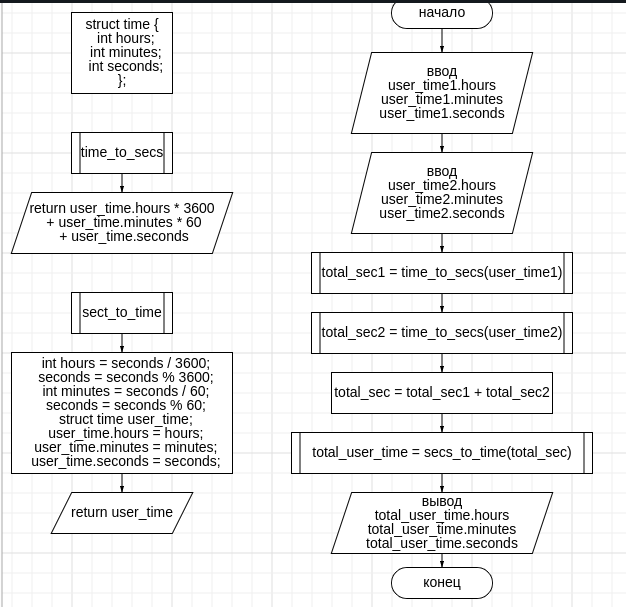 struct time {
int hours;
int minutes;
int seconds;
};
time_to_secs
return user_time.hours * 3600
+ user_time.minutes * 60
+ user_time.seconds
sect_to_time
int hours = seconds / 3600;
seconds = seconds % 3600;
int minutes = seconds / 60;
seconds = seconds % 60;
struct time user_time;
user_time.hours = hours;
user_time.minutes = minutes;
user_time.seconds = seconds;
return user_time
начало
ввод
user_time1.hours
user_time1.minutes
user_time1.seconds
ввод
user_time2.hours
user_time2.minutes
user_time2.seconds
total_sec1 = time_to_secs(user_time1)
total_sec2 = time_to_secs(user_time2)
total_sec = total_sec1 + total_sec2
total_user_time = secs_to_time(total_sec)
вывод
total_user_time.hours
total_user_time.minutes
total_user_time.seconds
конец